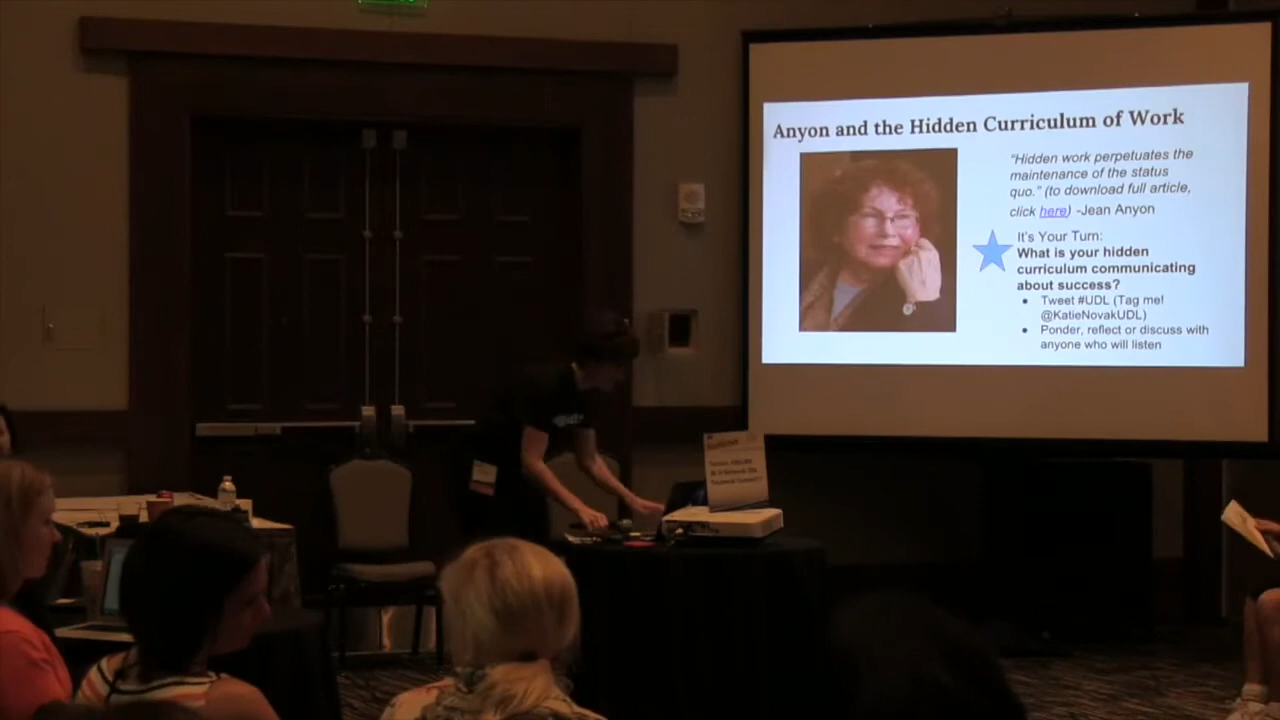 Anyon and the Hidden Curriculum of Work
"Hidden work perpetuates the
maintenance of the status
quo." (to download full article,
click here) -Jean Anyon
It's Your Turn:
What is your hidden
curriculum communicating
about success?
Tweet #UDL (Tag me!
@KatieNovakUDL)
Ponder, reflect or discuss with
anyone who will listen